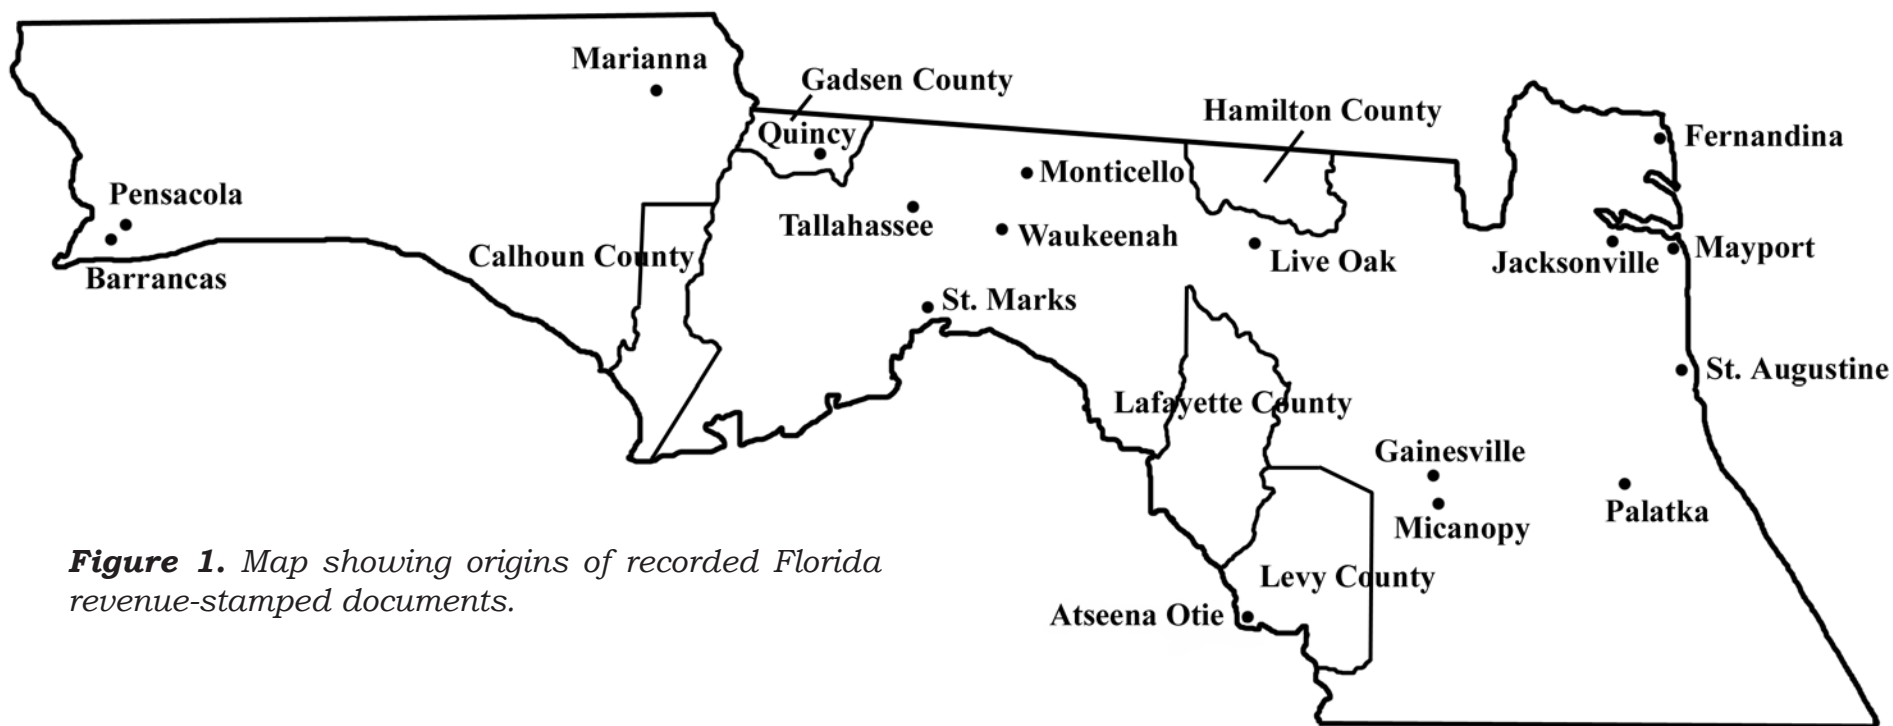 Marianna
Gadsen County
Hamilton County
Quincy
Fernandina
Monticello
Pensacola
Tallahassee
Waukeenah
Calhoun County
Live Oak
Jacksonville
Mayport
Barrancas
St. Marks
St. Augustine
Lafayette County
Gainesville
Palatka
Micanopy
Figure 1. Map showing origins of recorded Florida
revenue-stamped documents.
Levy County
Atseena Otie